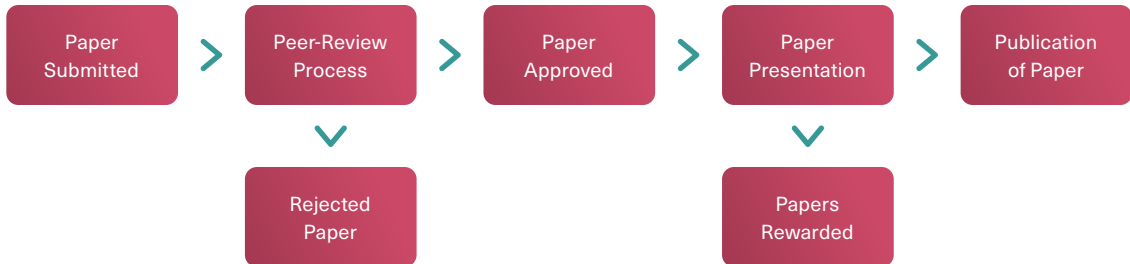 Paper
Submitted
Peer-Review
Process
Paper
Approved
Paper
Presentation
Publication
of Paper
Rejected
Paper
Papers
Rewarded